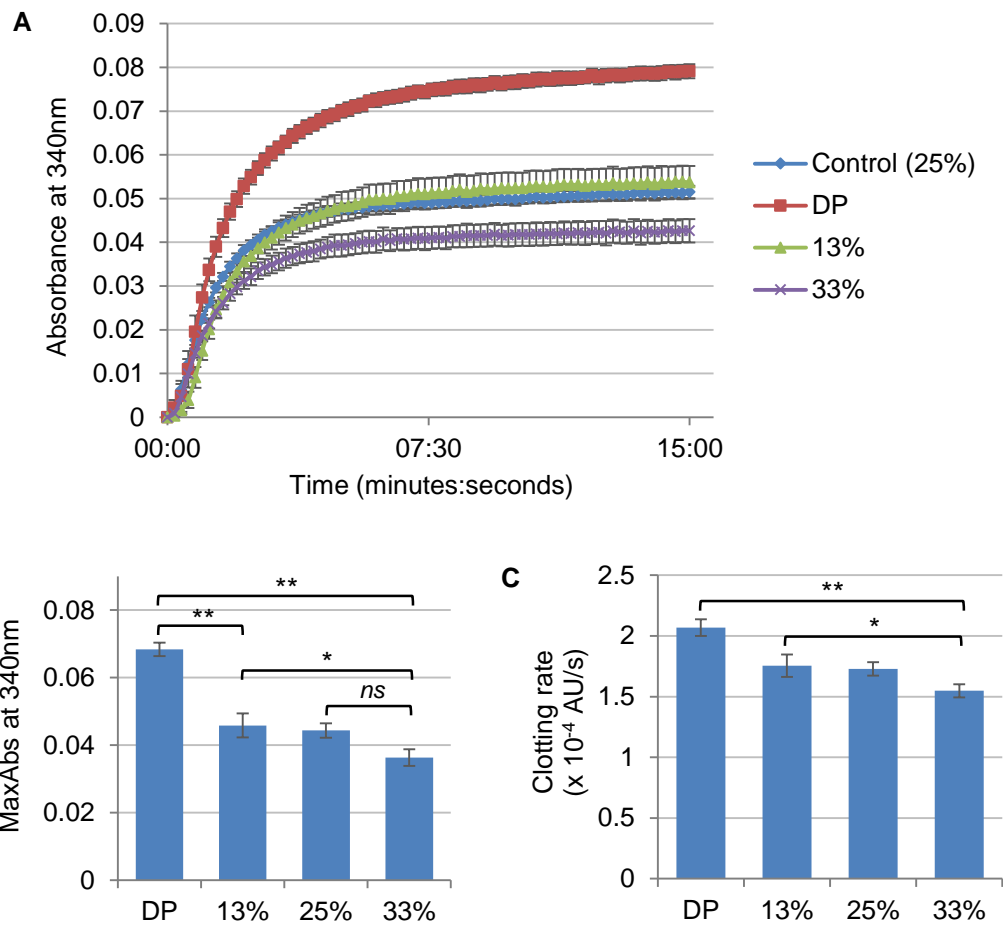 A
0.09
0.08
0.07
0.06
0.05
0.04
0.03
0.02
0.01
0
Absorbance at 340nm
00:00 07:30 15:00
Time (minutes:seconds)
Control (25%)
DP
13%
33%
MaxAbs at 340nm
0.08
0.06
0.04
0.02
0
**
**
*
ns
DP 13% 25% 33%
C
Clotting rate
(x 10⁻⁴ AU/s)
2.5
2
1.5
1
0.5
0
**
*
DP 13% 25% 33%